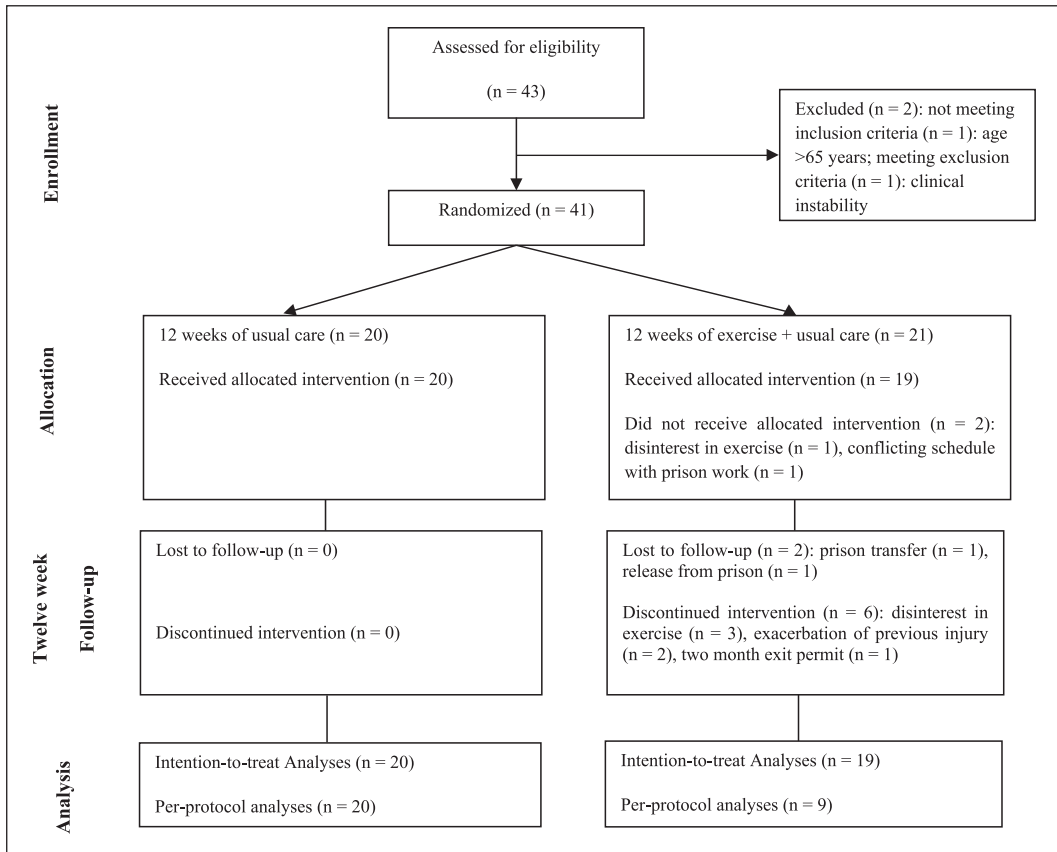 Assessed for eligibility
(n = 43)
Excluded (n = 2): not meeting
inclusion criteria (n = 1): age
>65 years; meeting exclusion
criteria (n = 1): clinical
instability
Enrollment
Randomized (n = 41)
12 weeks of usual care (n = 20)
Received allocated intervention (n = 20)
12 weeks of exercise + usual care (n = 21)
Received allocated intervention (n = 19)
Did not receive allocated intervention (n = 2):
disinterest in exercise (n = 1), conflicting schedule
with prison work (n = 1)
Allocation
Lost to follow-up (n = 0)
Discontinued intervention (n = 0)
Lost to follow-up (n = 2): prison transfer (n = 1),
release from prison (n = 1)
Discontinued intervention (n = 6): disinterest in
exercise (n = 3), exacerbation of previous injury
(n = 2), two month exit permit (n = 1)
Twelve week
Follow-up
Intention-to-treat Analyses (n = 20)
Per-protocol analyses (n = 20)
Intention-to-treat Analyses (n = 19)
Per-protocol analyses (n = 9)
Analysis